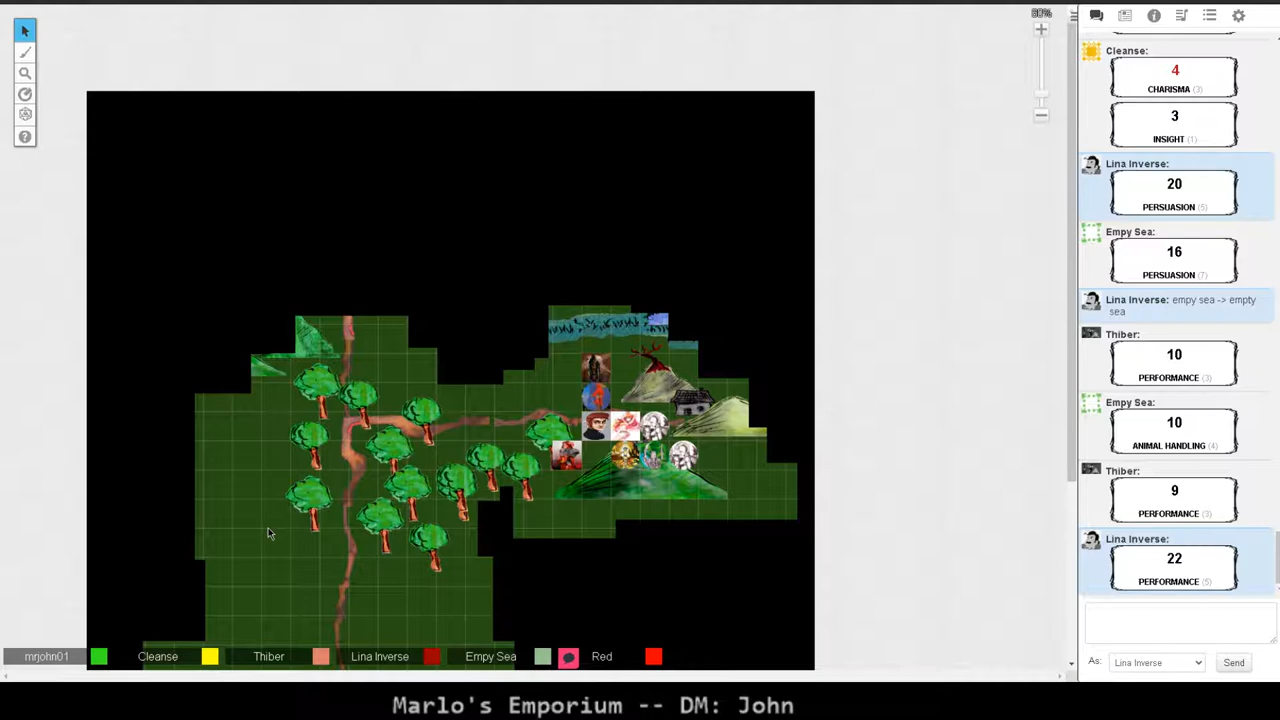 80%
Cleanse:
4
CHARISMA (3)
3
INSIGHT (1)
Lina Inverse:
20
PERSUASION (5)
Empy Sea:
16
PERSUASION (7)
Lina Inverse: empy sea -> empty
sea
Thiber:
10
PERFORMANCE (3)
Empy Sea:
10
ANIMAL HANDLING (4)
Thiber:
9
PERFORMANCE (3)
Lina Inverse:
22
PERFORMANCE (5)
mrjohn01 Cleanse Thiber Lina Inverse Empy Sea Red
As: Lina Inverse Send
Marlo's Emporium -- DM: John